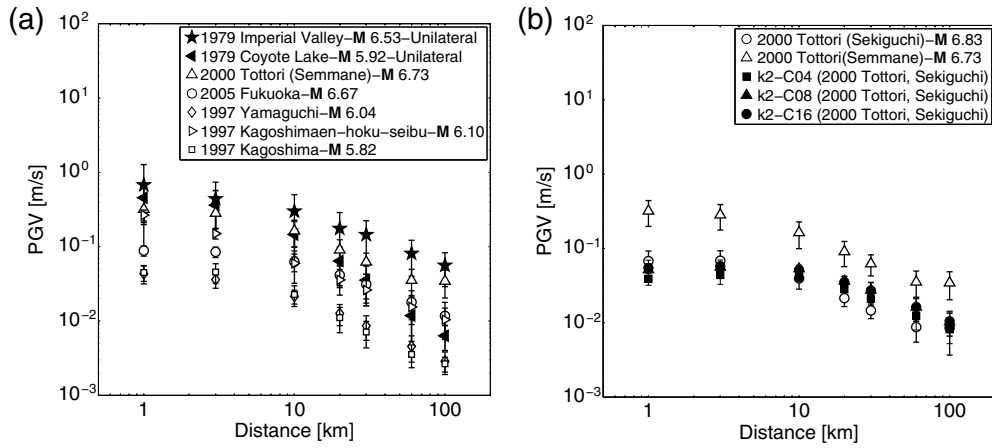 (a)
PGV [m/s]
10²
10¹
10⁰
10⁻¹
10⁻²
10⁻³
1979 Imperial Valley–M 6.53–Unilateral
1979 Coyote Lake–M 5.92–Unilateral
2000 Tottori (Semmane)–M 6.73
2005 Fukuoka–M 6.67
1997 Yamaguchi–M 6.04
1997 Kagoshimaen–hoku–seibu–M 6.10
1997 Kagoshima–M 5.82
1
10
100
Distance [km]
(b)
PGV [m/s]
10²
10¹
10⁰
10⁻¹
10⁻²
10⁻³
2000 Tottori (Sekiguchi)–M 6.83
2000 Tottori(Semmane)–M 6.73
k2–C04 (2000 Tottori, Sekiguchi)
k2–C08 (2000 Tottori, Sekiguchi)
k2–C16 (2000 Tottori, Sekiguchi)
1
10
100
Distance [km]